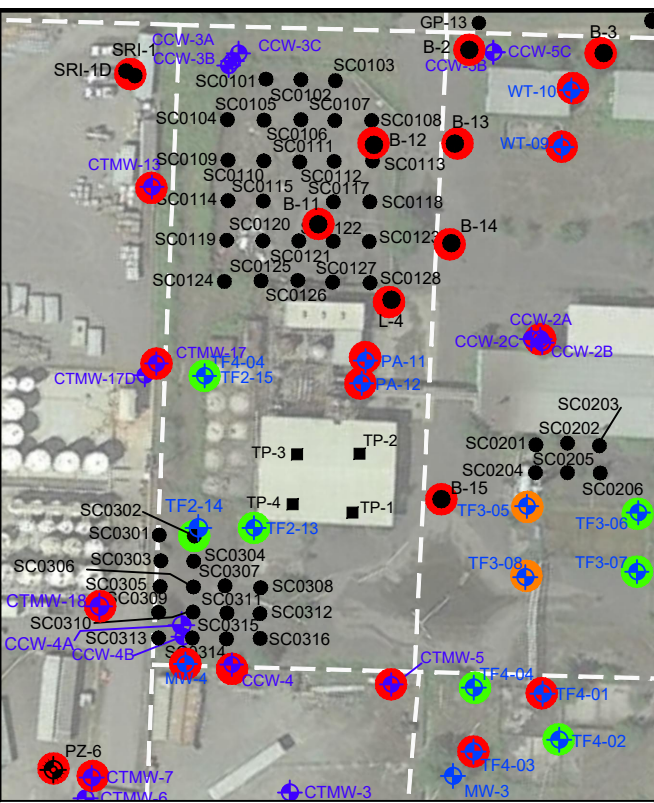 GP-13
CCW-3A
CCW-3C
SRI-1
B-2
B-3
CCW-5C
CCW-3B
CCW-5B
SRI-1D
SC0103
SC0101
SC0102
WT-10
SC0105
SC0107
SC0104
SC0108
B-13
SC0106
B-12
WT-09
SC0111
SC0109
SC0113
CTMW-13
SC0110
SC0112
SC0115
SC0117
SC0114
B-11
SC0118
SC0120
B-14
SC0119
SC0123
SC0121
SC0125
SC0127
SC0124
SC0128
SC0126
L-4
CCW-2A
CCW-2C
CCW-2B
CTMW-17
TF4-04
PA-11
CTMW-17D
TF2-15
PA-12
SC0203
SC0202
TP-3
TP-2
SC0201
SC0205
SC0204
SC0206
B-15
TP-4
TP-1
SC0302
TF2-14
TF3-05
TF3-06
SC0301
TF2-13
SC0303
SC0304
SC0306
TF3-08
TF3-07
SC0305
SC0307
SC0308
CTMW-18
SC0309
SC0311
SC0312
SC0310
SC0315
CCW-4A
SC0313
SC0316
CCW-4B
SC0314
CTMW-5
MW-4
CCW-4
TF4-04
TF4-01
TF4-02
PZ-6
TF4-03
CTMW-7
CTMW-6
CTMW-3
MW-3